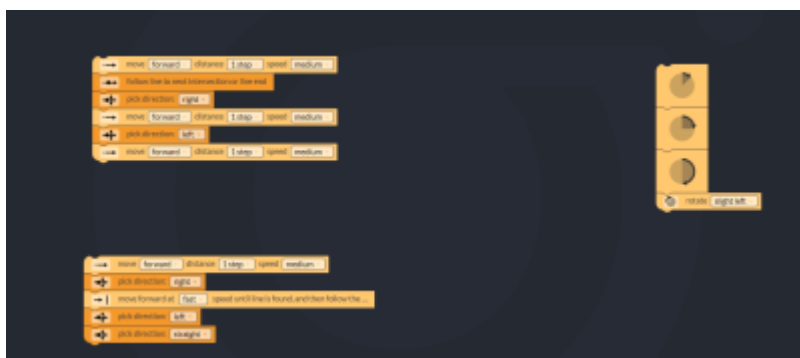 move forward distance 1 step speed medium
follow line to next intersection or line end
pick direction: right
move forward distance 1 step speed medium
pick direction: left
move forward distance 1 step speed medium
rotate slight left
move forward distance 1 step speed medium
pick direction: right
move forward at fast speed until line is found, and then follow the ...
pick direction: left
pick direction: straight